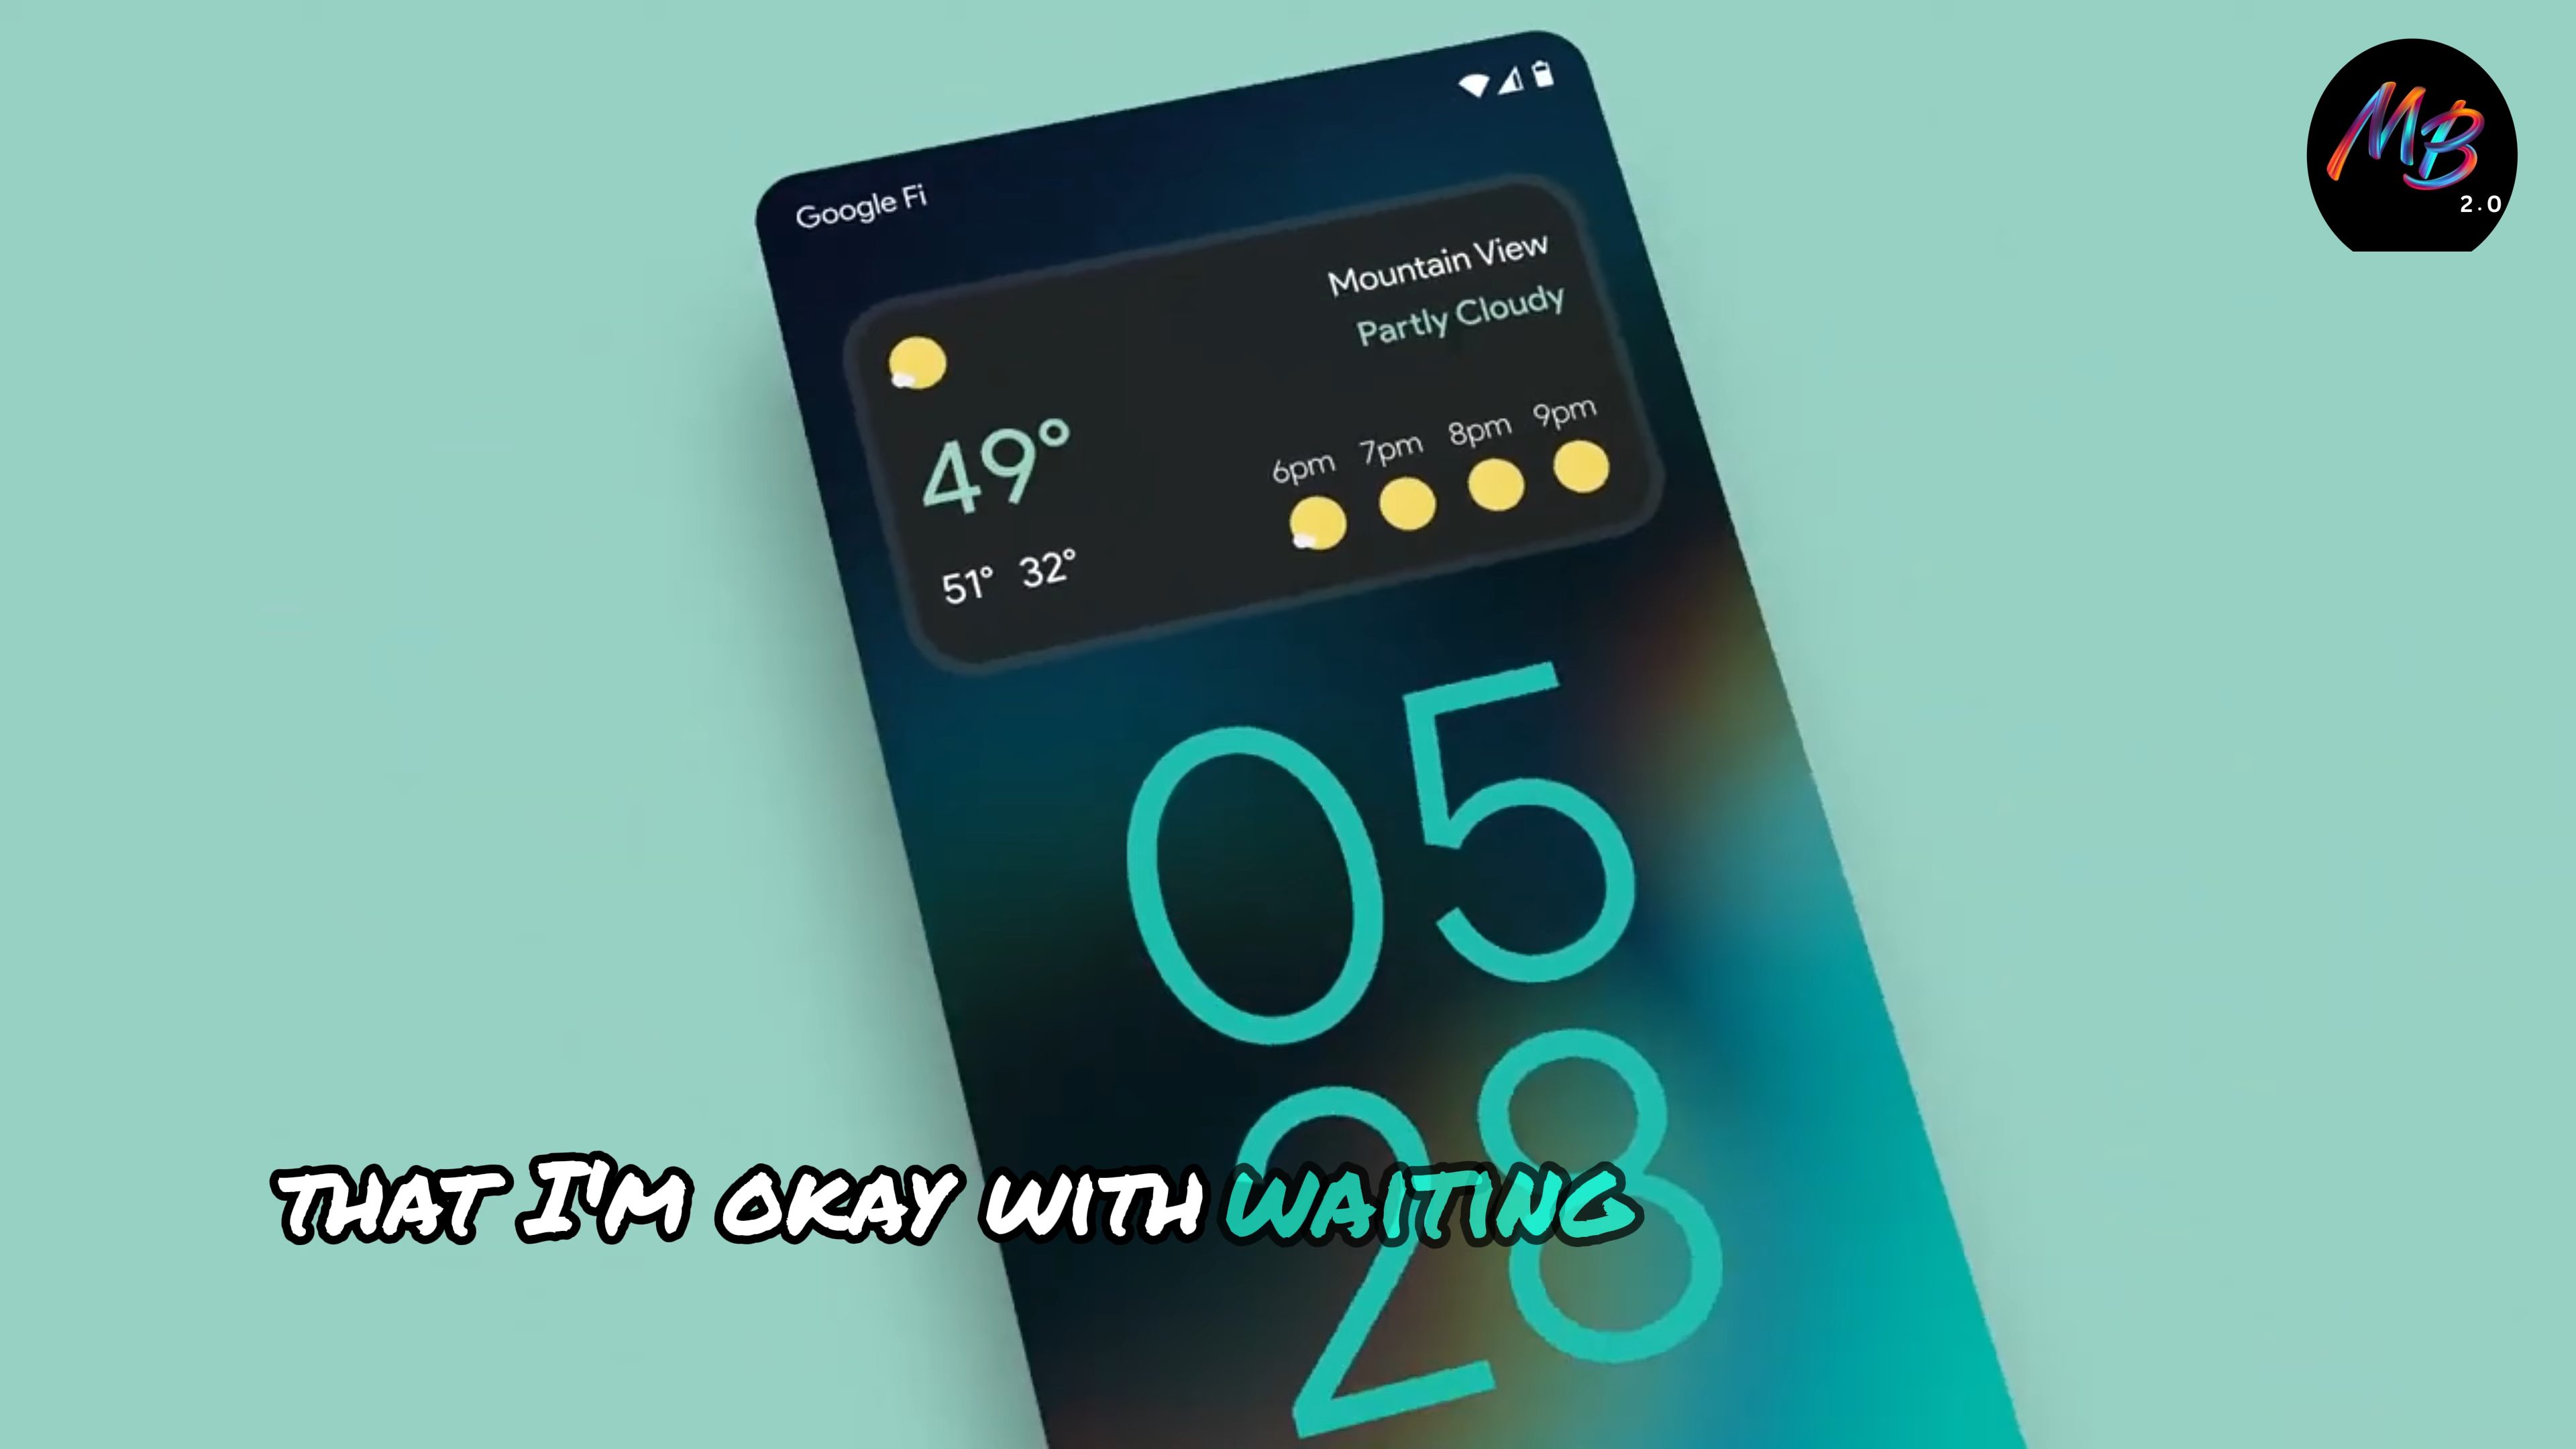 MB
2.0
Google Fi
Mountain View
Partly Cloudy
49°
51° 32°
6pm 7pm 8pm 9pm
05
28
THAT I'M OKAY WITH WAITING